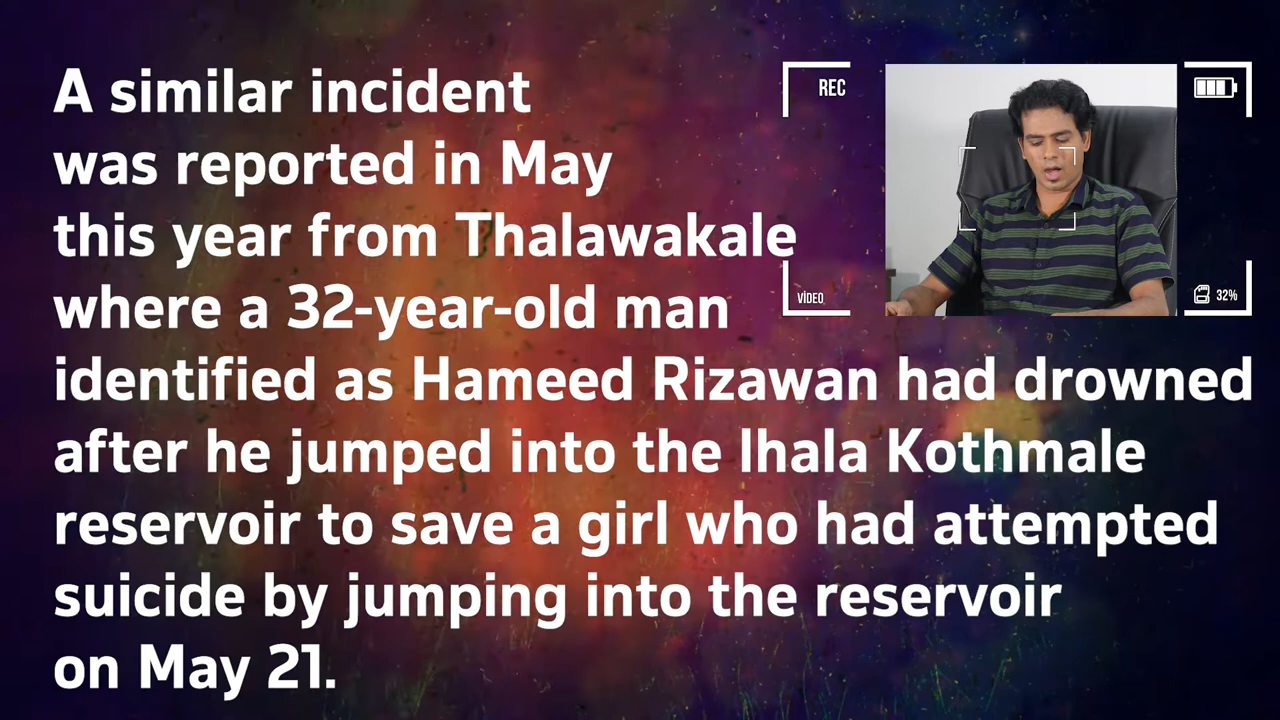 A similar incident
was reported in May
this year from Thalawakale
where a 32-year-old man
identified as Hameed Rizawan had drowned
after he jumped into the Ihala Kothmale
reservoir to save a girl who had attempted
suicide by jumping into the reservoir
on May 21.
REC
VİDEO
32%